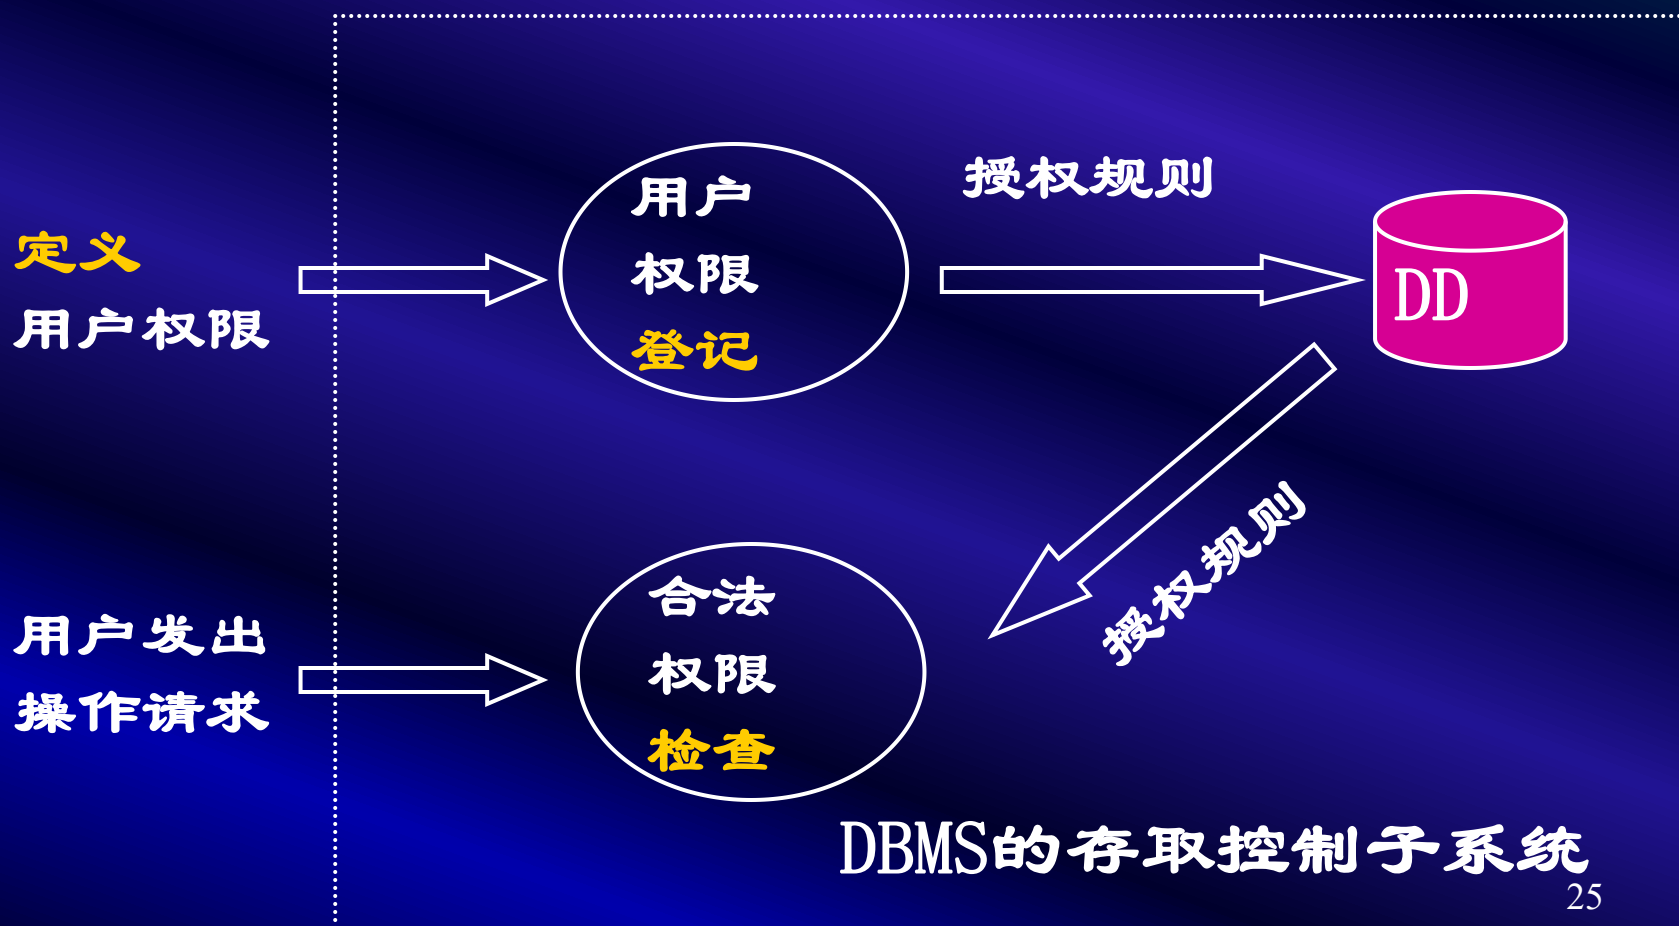 定义
用户权限
用户
权限
登记
授权规则
DD
授权规则
用户发出
操作请求
合法
权限
检查
DBMS的存取控制子系统
25